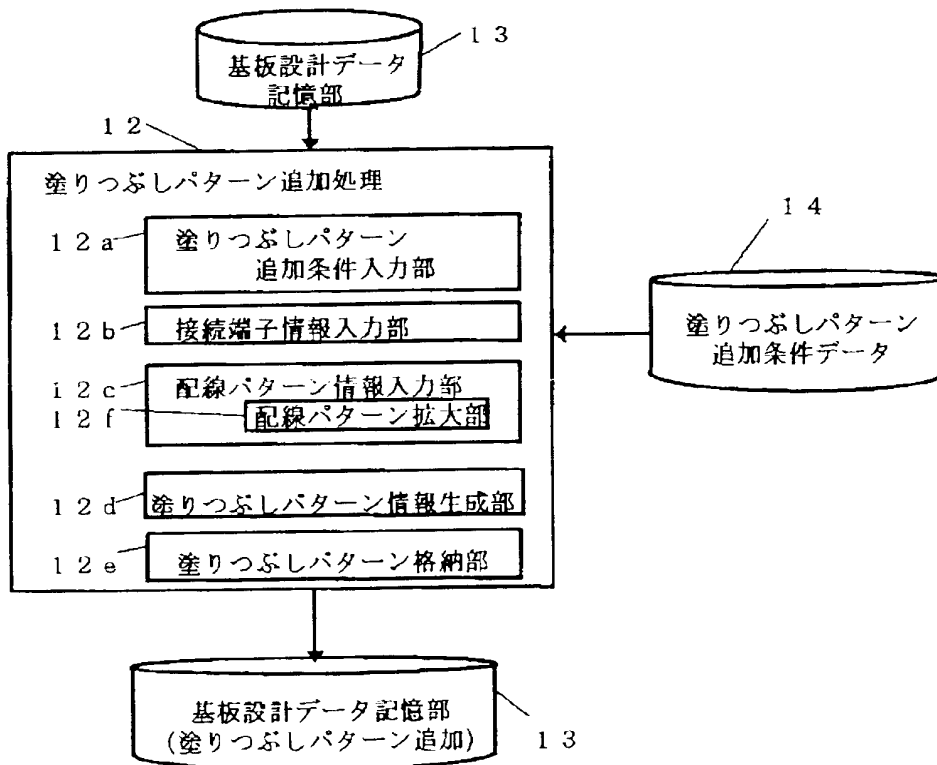 １３
基板設計データ
記憶部
１２
塗りつぶしパターン追加処理
１４
１２a
塗りつぶしパターン
追加条件入力部
１２b
接続端子情報入力部
塗りつぶしパターン
追加条件データ
１２c
配線パターン情報入力部
１２f
配線パターン拡大部
１２d
塗りつぶしパターン情報生成部
１２e
塗りつぶしパターン格納部
基板設計データ記憶部
(塗りつぶしパターン追加)
１３